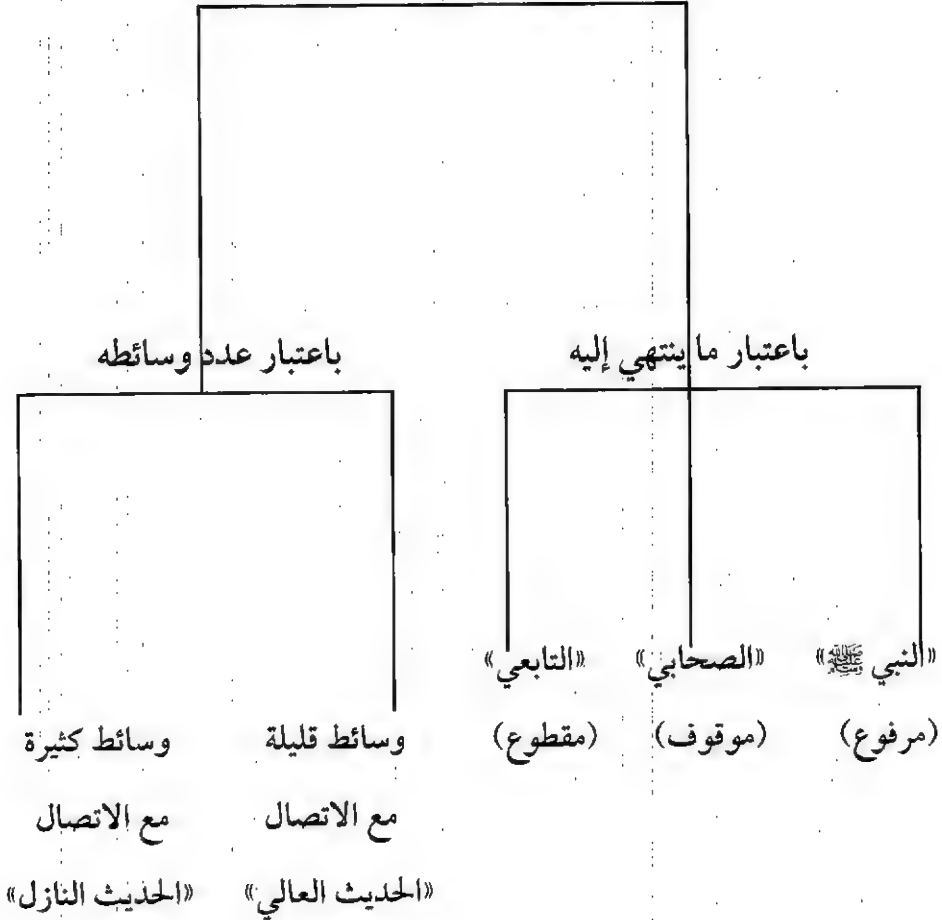 باعتبار ما ينتهي إليه
باعتبار عدد وسائطه
«النبي ﷺ» «الصحابي» «التابعي»
(مرفوع) (موقوف) (مقطوع)
وسائط قليلة وسائط كثيرة
مع الاتصال مع الاتصال
«الحديث العالي» «الحديث النازل»